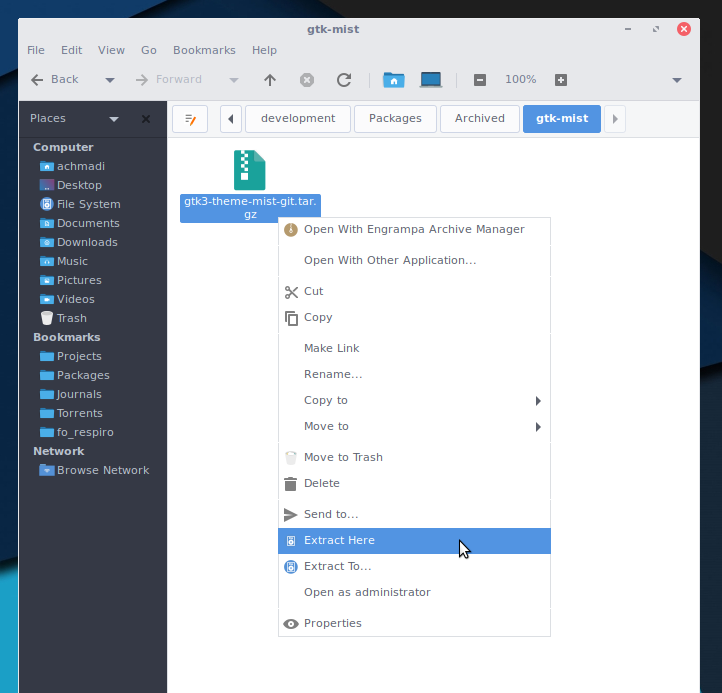 gtk-mist
File Edit View Go Bookmarks Help
Back Forward 100%
Places
development Packages Archived gtk-mist
Computer
achmadi
Desktop
File System
Documents
Downloads
Music
Pictures
Videos
Trash
Bookmarks
Projects
Packages
Journals
Torrents
fo_respiro
Network
Browse Network
gtk3-theme-mist-git.tar.
gz
Open With Engrampa Archive Manager
Open With Other Application...
Cut
Copy
Make Link
Rename...
Copy to
Move to
Move to Trash
Delete
Send to...
Extract Here
Extract To...
Open as administrator
Properties